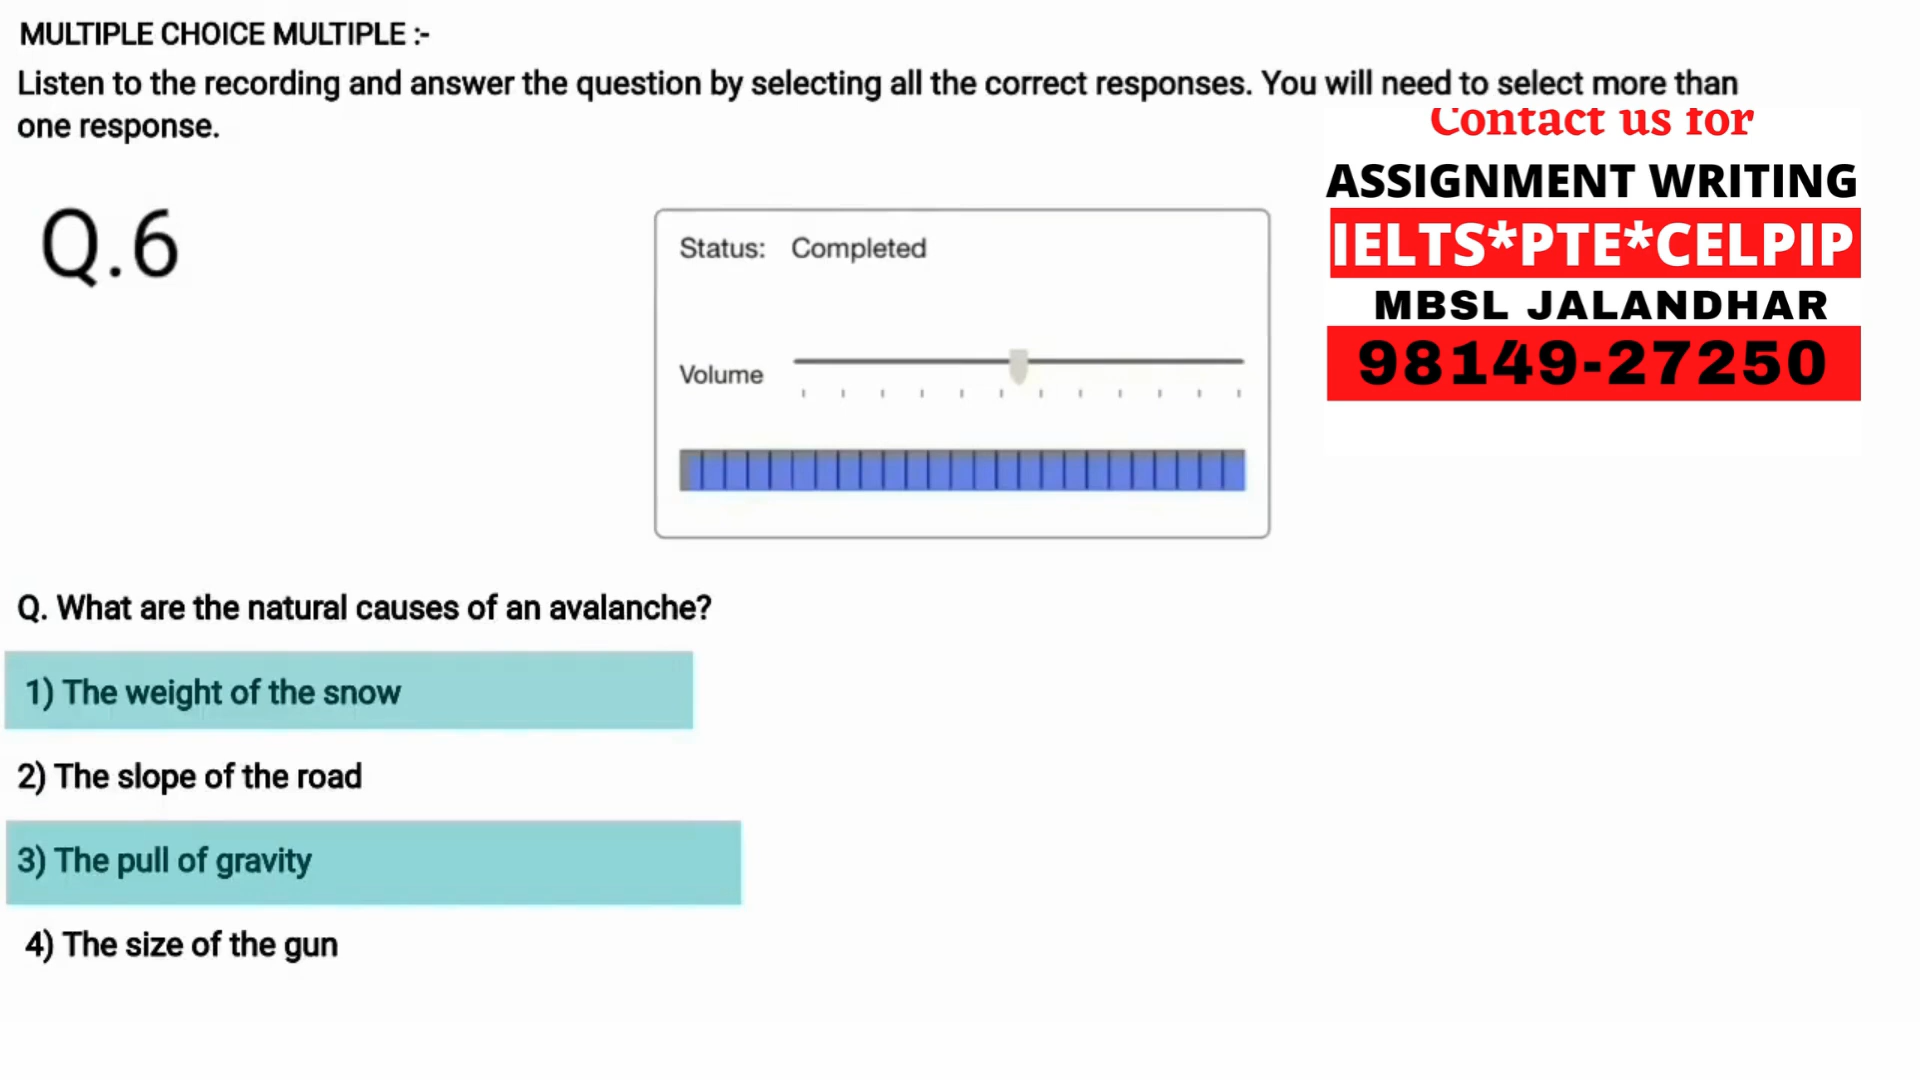 MULTIPLE CHOICE MULTIPLE :-
Listen to the recording and answer the question by selecting all the correct responses. You will need to select more than
one response.
Contact us for
ASSIGNMENT WRITING
IELTS*PTE*CELPIP
MBSL JALANDHAR
98149-27250
Q.6
Status: Completed
Volume
Q. What are the natural causes of an avalanche?
1) The weight of the snow
2) The slope of the road
3) The pull of gravity
4) The size of the gun